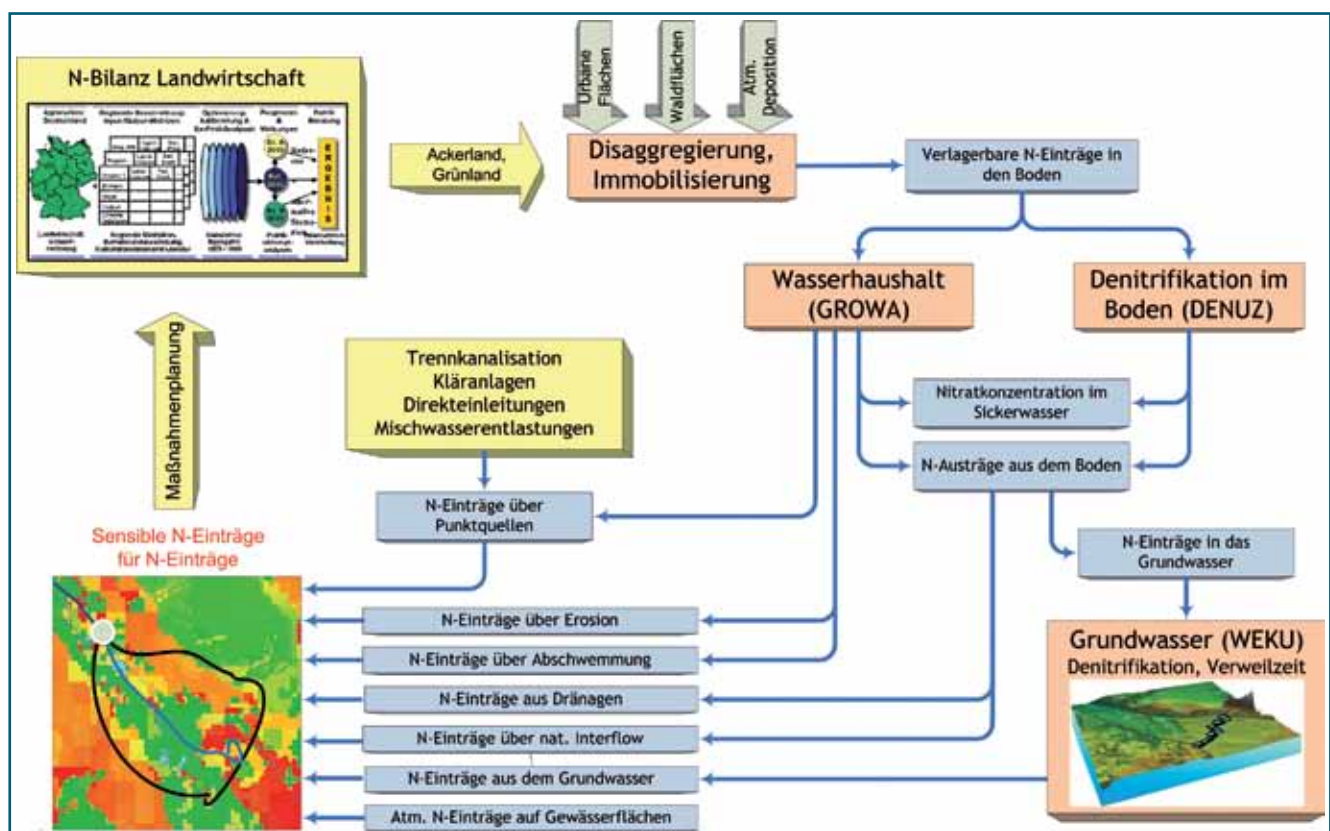 N-Bilanz Landwirtschaft
Deutschland
ERGEBNIS
Ackerland,
Grünland
Urbane
Flächen
Waldflächen
Atm.
Deposition
Disaggregierung,
Immobilisierung
Verlagerbare N-Einträge in
den Boden
Wasserhaushalt
(GROWA)
Denitrifikation im
Boden (DENUZ)
Maßnahmenplanung
Trennkanalisation
Kläranlagen
Direkteinleitungen
Mischwasserentlastungen
Nitratkonzentration im
Sickerwasser
N-Austräge aus dem Boden
N-Einträge über
Punktquellen
N-Einträge in das
Grundwasser
Sensible N-Einträge
für N-Einträge
N-Einträge über Erosion
N-Einträge über Abschwemmung
N-Einträge aus Dränagen
N-Einträge über nat. Interflow
N-Einträge aus dem Grundwasser
Atm. N-Einträge auf Gewässerflächen
Grundwasser (WEKU)
Denitrifikation, Verweilzeit